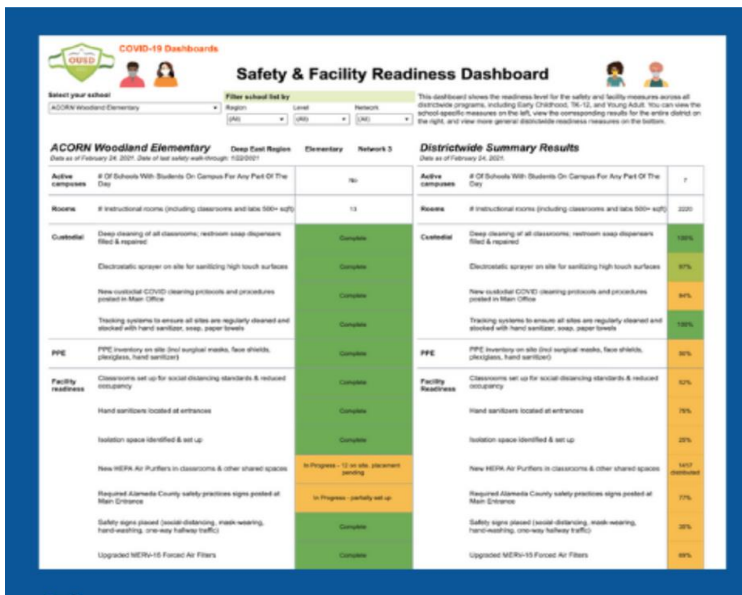 OUSD
COVID-19 Dashboards
Safety & Facility Readiness Dashboard
Select your school
ACORN Woodland Elementary
Filter school list by
Region
Level
Network
(All)
(All)
(All)
This dashboard shows the readiness level for the safety and facility measures across all
districtwide programs, including Early Childhood, TK-12, and Young Adult. You can view the
school-specific measures on the left, view the corresponding results for the entire district on
the right, and view more general districtwide readiness measures on the bottom.
ACORN Woodland Elementary
Deep East Region
Elementary
Network 3
Data as of February 24, 2021. Date of last safety walk-through: 1/22/2021
Active
campuses
# Of Schools With Students On Campus For Any Part Of The
Day
No
Rooms
# Instructional rooms (including classrooms and labs 500+ sqft)
13
Custodial
Deep cleaning of all classrooms; restroom soap dispensers
filled & repaired
Complete
Electrostatic sprayer on site for sanitizing high touch surfaces
Complete
New custodial COVID cleaning protocols and procedures
posted in Main Office
Complete
Tracking systems to ensure all sites are regularly cleaned and
stocked with hand sanitizer, soap, paper towels
Complete
PPE
PPE inventory on site (incl surgical masks, face shields,
plexiglass, hand sanitizer)
Complete
Facility
readiness
Classrooms set up for social distancing standards & reduced
occupancy
Complete
Hand sanitizers located at entrances
Complete
Isolation space identified & set up
Complete
New HEPA Air Purifiers in classrooms & other shared spaces
In Progress - 12 on site, placement
pending
Required Alameda County safety practices signs posted at
Main Entrance
In Progress - partially set up
Safety signs placed (social-distancing, mask-wearing,
hand-washing, one-way hallway traffic)
Complete
Upgraded MERV-15 Forced Air Filters
Complete
Districtwide Summary Results
Data as of February 24, 2021.
Active
campuses
# Of Schools With Students On Campus For Any Part Of The
Day
Rooms
# Instructional rooms (including classrooms and labs 500+ sqft)
2220
Custodial
Deep cleaning of all classrooms; restroom soap dispensers
filled & repaired
100%
Electrostatic sprayer on site for sanitizing high touch surfaces
97%
New custodial COVID cleaning protocols and procedures
posted in Main Office
Tracking systems to ensure all sites are regularly cleaned and
stocked with hand sanitizer, soap, paper towels
100%
PPE
PPE inventory on site (incl surgical masks, face shields,
plexiglass, hand sanitizer)
Facility
Readiness
Classrooms set up for social distancing standards & reduced
occupancy
Hand sanitizers located at entrances
Isolation space identified & set up
New HEPA Air Purifiers in classrooms & other shared spaces
distributed
Required Alameda County safety practices signs posted at
Main Entrance
77%
Safety signs placed (social-distancing, mask-wearing,
hand-washing, one-way hallway traffic)
Upgraded MERV-15 Forced Air Filters